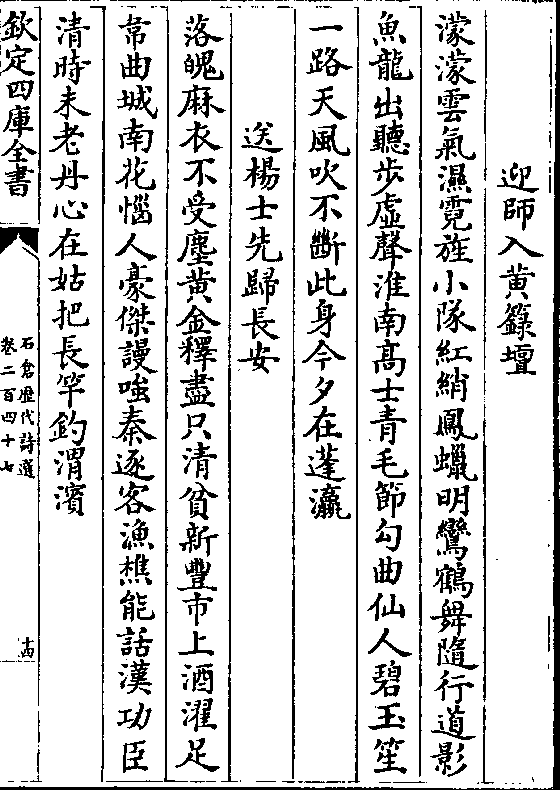 迎師入黃籙壇
濛濛雲氣濕霓旌小隊紅綃鳳蠟明鸞鶴舞隨行道影
魚龍出聽步虛聲淮南高士青毛節勾曲仙人碧玉笙
一路天風吹不斷此身今夕在蓬瀛
送楊士先歸長安
落魄麻衣不受塵黃金釋盡只清貧新豐市上酒濯足
韋曲城南花惱人豪傑謾嗤秦逐客漁樵能話漢功臣
清時未老丹心在姑把長竿釣渭濱
欽定四庫全書
石倉歷代詩選
卷二百四十七
十四